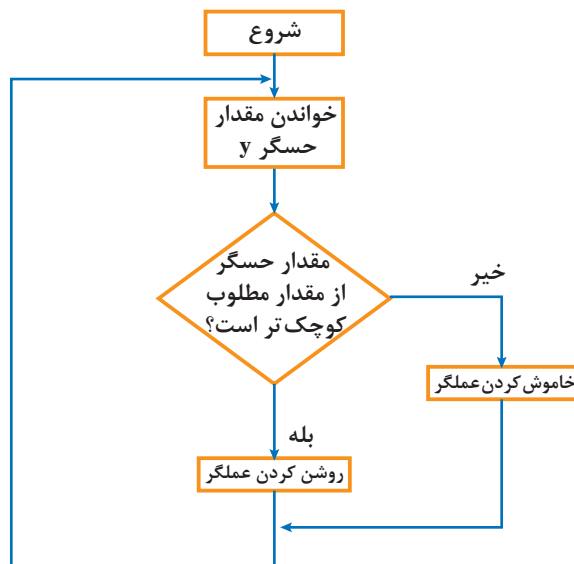 شروع
خواندن مقدار
حسگر y
مقدار حسگر
از مقدار مطلوب
کوچک‌تر است؟
خیر
خاموش کردن عملگر
بله
روشن کردن عملگر